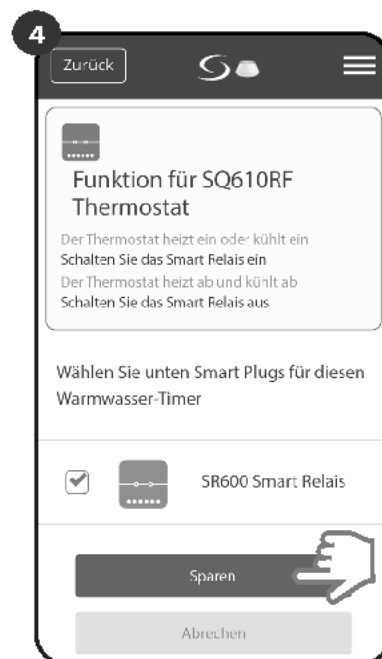 4
Zurück
Funktion für SQ610RF
Thermostat
Der Thermostat heizt ein oder kühlt ein
Schalten Sie das Smart Relais ein
Der Thermostat heizt ab und kühlt ab
Schalten Sie das Smart Relais aus
Wählen Sie unten Smart Plugs für diesen
Warmwasser-Timer
SR600 Smart Relais
Sparen
Abrechen